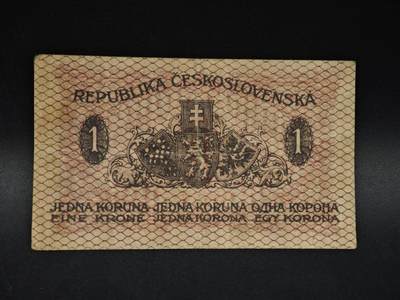 REPUBLIKA ČESKOSLOVENSKÁ
1 1
JEDNA KORUNA JEDNA KORUNA ОДНА КОРОНА
EINE KRONE JEDNA KORONA EGY KORONA